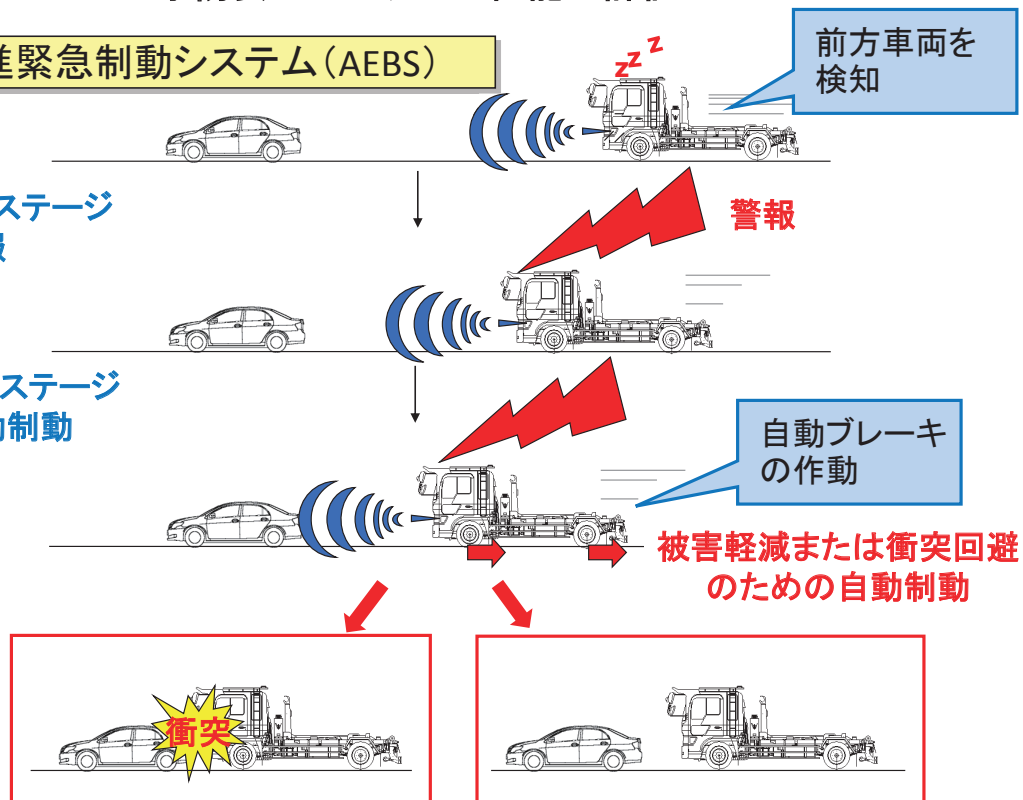 進緊急制動システム（AEBS）
zzz
前方車両を
検知
ステージ
報
警報
ステージ
動制動
自動ブレーキ
の作動
被害軽減または衝突回避
のための自動制動
衝突